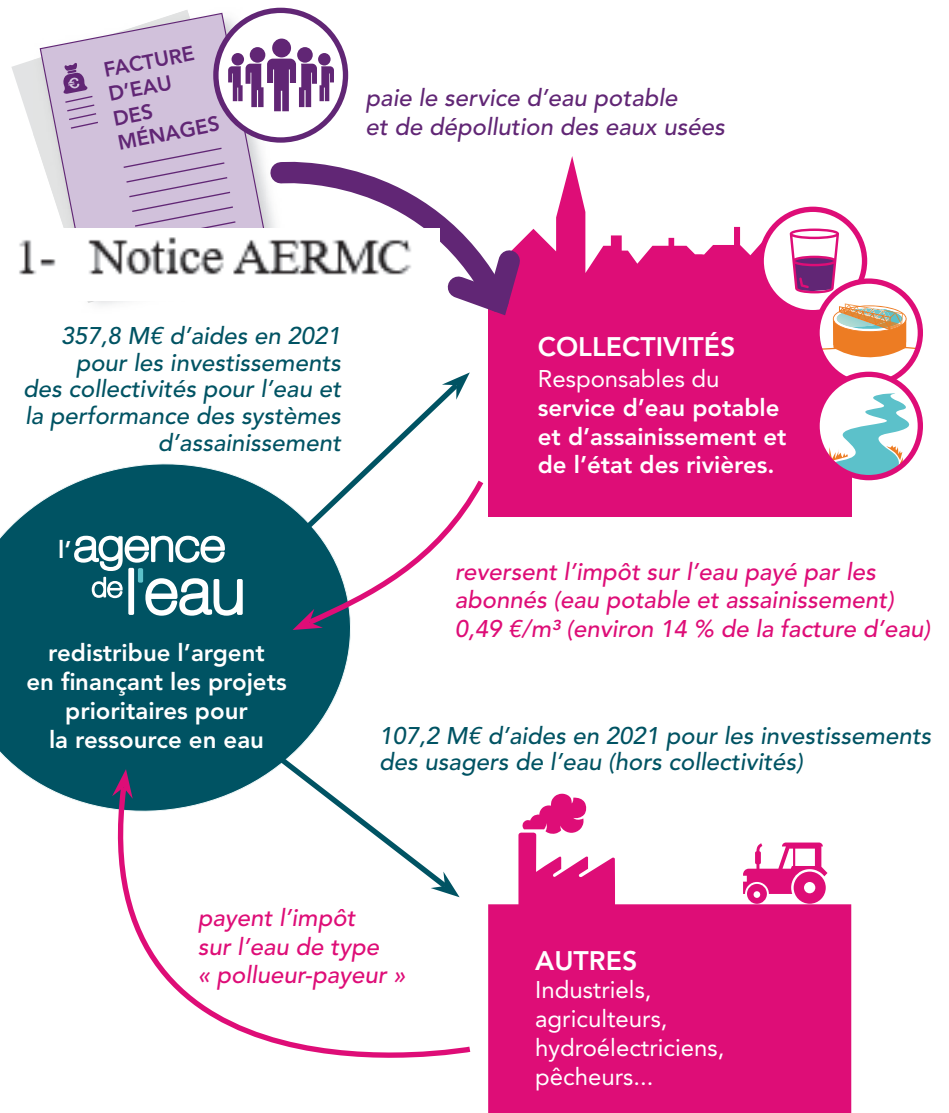 FACTURE
D'EAU
DES
MÉNAGES
€
paie le service d'eau potable
et de dépollution des eaux usées
1- Notice AERMC
357,8 M€ d'aides en 2021
pour les investissements
des collectivités pour l'eau et
la performance des systèmes
d'assainissement
COLLECTIVITÉS
Responsables du
service d'eau potable
et d'assainissement et
de l'état des rivières.
l'agence
de l'eau
redistribue l'argent
en finançant les projets
prioritaires pour
la ressource en eau
reversent l'impôt sur l'eau payé par les
abonnés (eau potable et assainissement)
0,49 €/m³ (environ 14 % de la facture d'eau)
107,2 M€ d'aides en 2021 pour les investissements
des usagers de l'eau (hors collectivités)
payent l'impôt
sur l'eau de type
« pollueur-payeur »
AUTRES
Industriels,
agriculteurs,
hydroélectriciens,
pêcheurs...